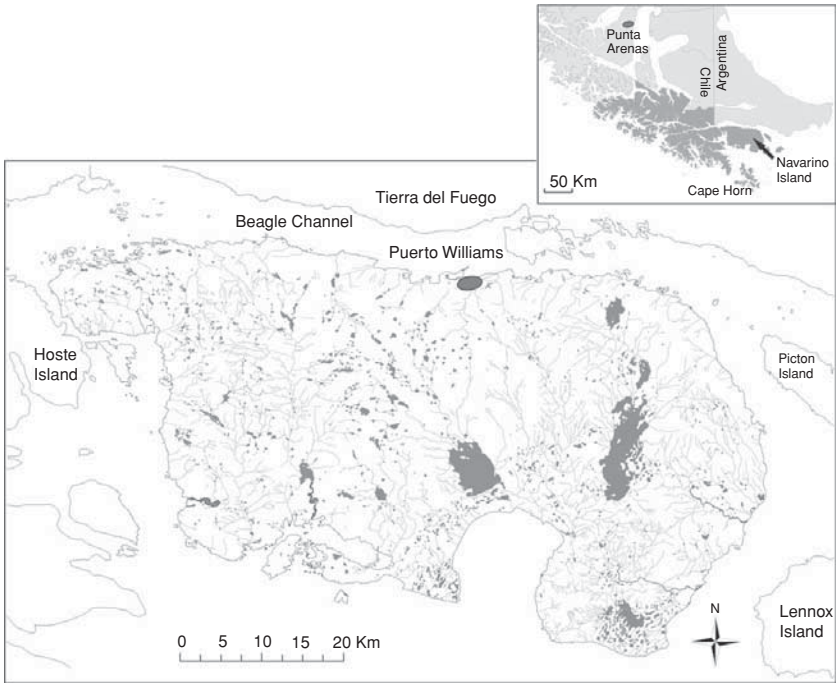 Punta
Arenas
Chile
Argentina
Navarino
Island
50 Km
Cape Horn
Tierra del Fuego
Beagle Channel
Puerto Williams
Hoste
Island
Picton
Island
N
Lennox
Island
0 5 10 15 20 Km